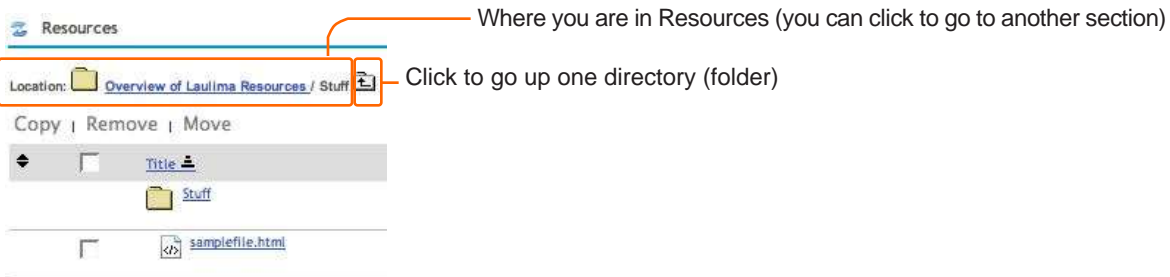 Where you are in Resources (you can click to go to another section)
Resources
Click to go up one directory (folder)
Location: Overview of Laulima Resources / Stuff
Copy | Remove | Move
Title
Stuff
samplefile.html